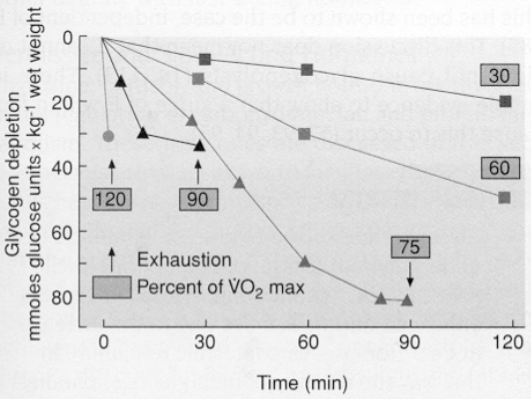 0
30
20
40
60
60
80
120
90
75
Exhaustion
Percent of V̇O₂ max
Glycogen depletion
mmoles glucose units x kg⁻¹ wet weight
0 30 60 90 120
Time (min)